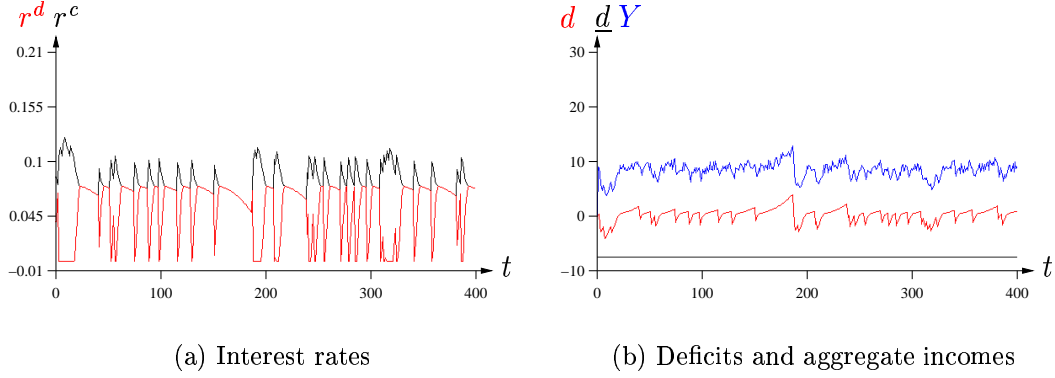 r^d r^c
0.21
0.155
0.1
0.045
−0.01
0 100 200 300 400
t
(a) Interest rates
d d Y
30
20
10
0
−10
0 100 200 300 400
t
(b) Deficits and aggregate incomes